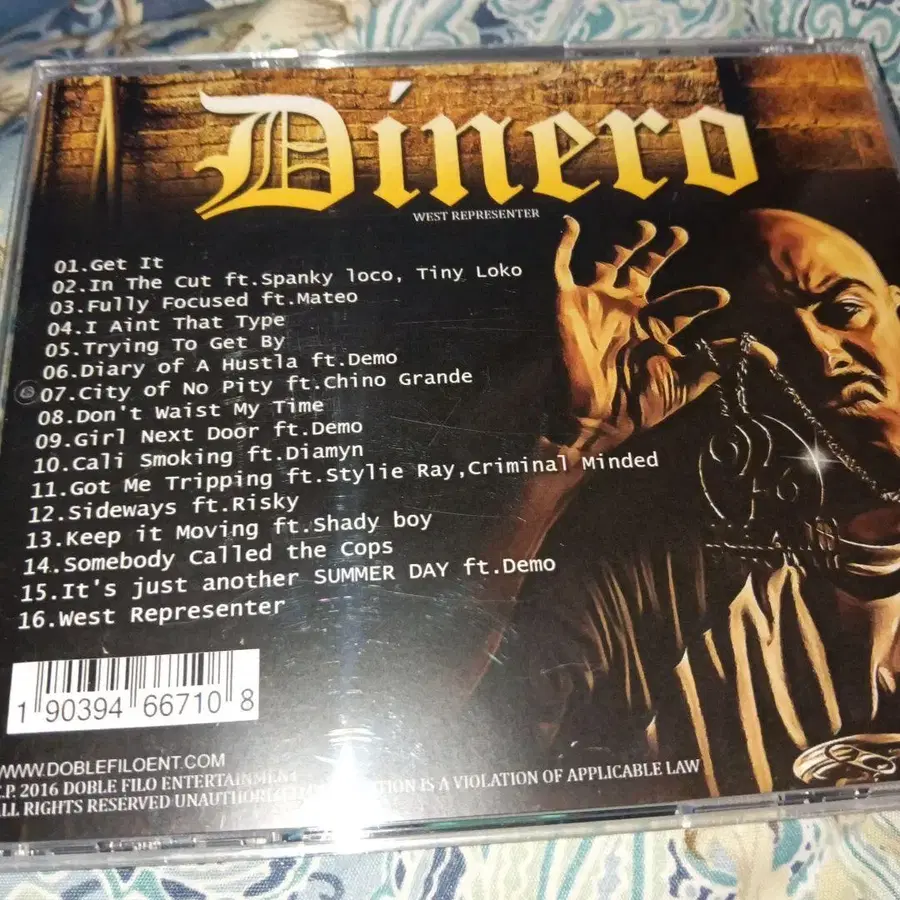 Dinero
WEST REPRESENTER
01.Get It
02.In The Cut ft.Spanky loco, Tiny Loko
03.Fully Focused ft.Mateo
04.I Aint That Type
05.Trying To Get By
06.Diary of A Hustla ft.Demo
07.City of No Pity ft.Chino Grande
08.Don't Waist My Time
09.Girl Next Door ft.Demo
10.Cali Smoking ft.Diamyn
11.Got Me Tripping ft.Stylie Ray,Criminal Minded
12.Sideways ft.Risky
13.Keep it Moving ft.Shady boy
14.Somebody Called the Cops
15.It's just another SUMMER DAY ft.Demo
16.West Representer
1 90394 66710 8
WWW.DOBLEFILOENT.COM
2016 DOBLE FILO ENTERTAINMENT
ALL RIGHTS RESERVED IS A VIOLATION OF APPLICABLE LAW